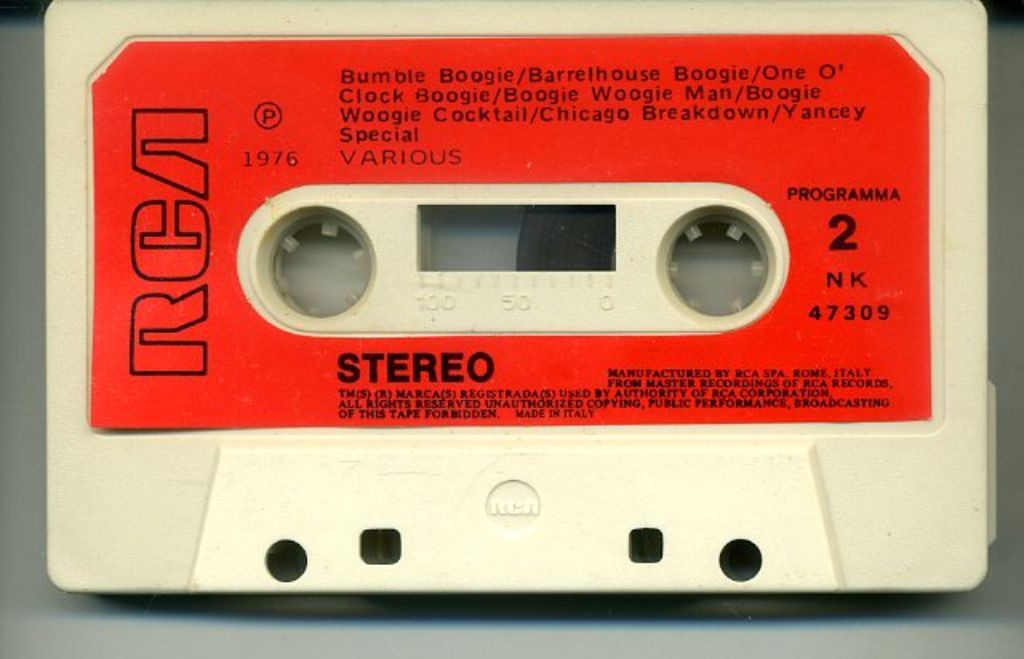 RCA
Bumble Boogie/Barrelhouse Boogie/One O'
Clock Boogie/Boogie Woogie Man/Boogie
Woogie Cocktail/Chicago Breakdown/Yancey
Special
VARIOUS
Ⓟ
1976
PROGRAMMA
2
NK
47309
100 50 0
STEREO
MANUFACTURED BY RCA SPA. ROME, ITALY
FROM MASTER RECORDINGS OF RCA RECORDS,
TM(S) (R) MARCA(S) REGISTRADA(S) USED BY AUTHORITY OF RCA CORPORATION.
ALL RIGHTS RESERVED UNAUTHORIZED COPYING, PUBLIC PERFORMANCE, BROADCASTING
OF THIS TAPE FORBIDDEN. MADE IN ITALY
RCA